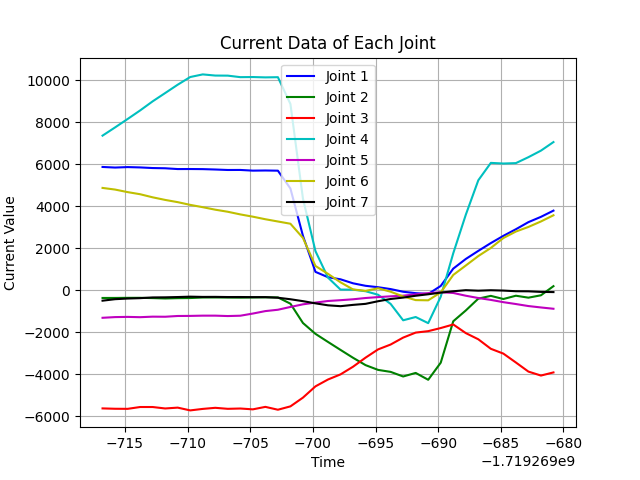 Current Data of Each Joint
Current Value
10000
8000
6000
4000
2000
0
−2000
−4000
−6000
Joint 1
Joint 2
Joint 3
Joint 4
Joint 5
Joint 6
Joint 7
−715 −710 −705 −700 −695 −690 −685 −680
Time
−1.719269e9